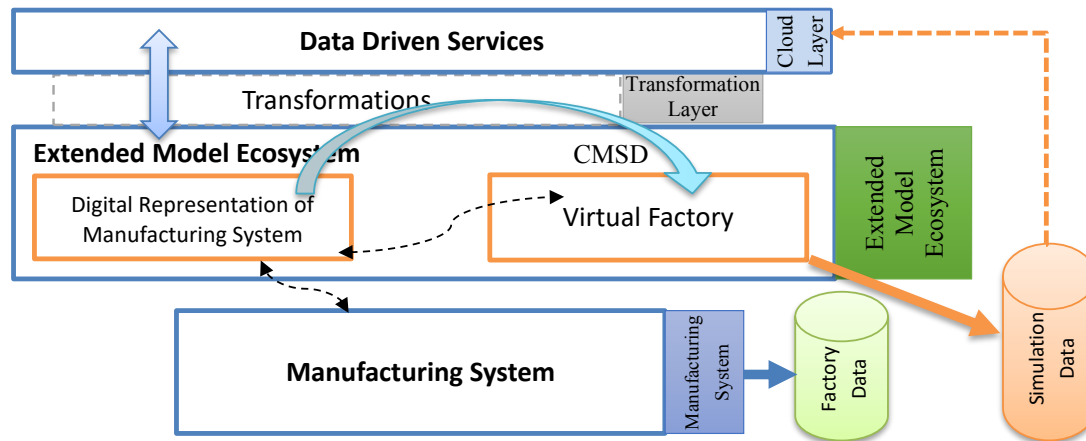 Data Driven Services
Cloud
Layer
Transformations
Transformation
Layer
Extended Model Ecosystem
CMSD
Digital Representation of
Manufacturing System
Virtual Factory
Extended
Model
Ecosystem
Manufacturing System
Manufacturing
System
Factory
Data
Simulation
Data